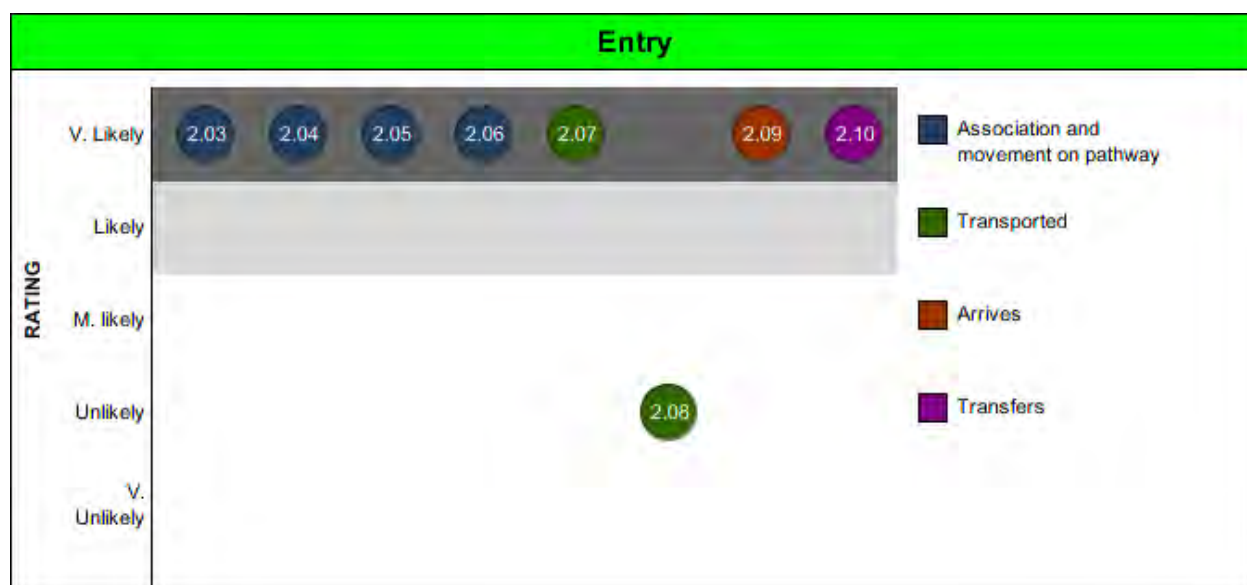 Entry
V. Likely
2.03
2.04
2.05
2.06
2.07
2.09
2.10
Likely
M. likely
Unlikely
2.08
V.
Unlikely
RATING
Association and
movement on pathway
Transported
Arrives
Transfers